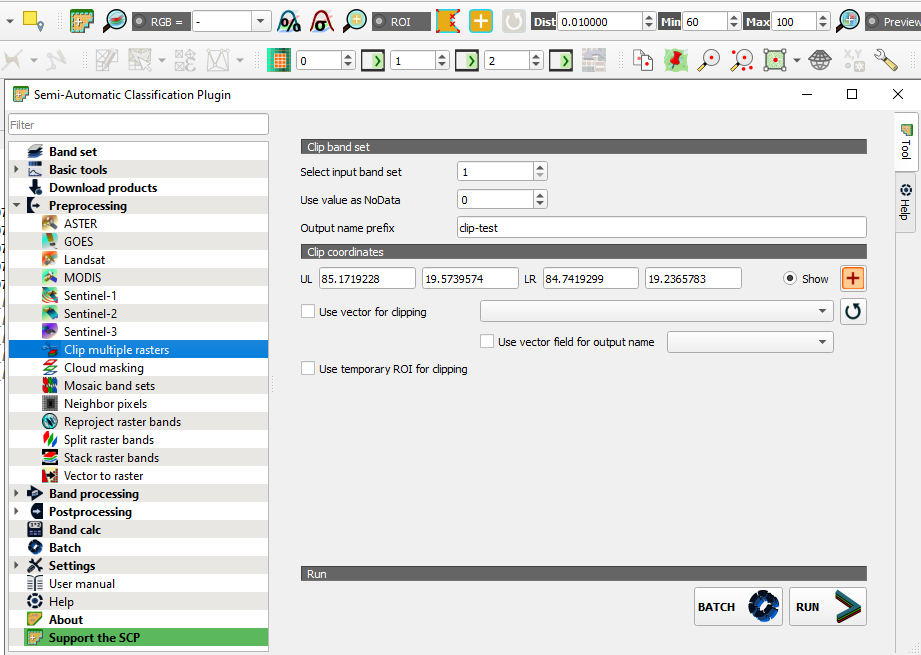 RGB = -
ROI
Dist 0.010000
Min 60
Max 100
Preview
0
1
2
X,Y
Semi-Automatic Classification Plugin
Filter
Band set
Basic tools
Download products
Preprocessing
ASTER
GOES
Landsat
MODIS
Sentinel-1
Sentinel-2
Sentinel-3
Clip multiple rasters
Cloud masking
Mosaic band sets
Neighbor pixels
Reproject raster bands
Split raster bands
Stack raster bands
Vector to raster
Band processing
Postprocessing
Band calc
Batch
Settings
User manual
Help
About
Support the SCP
Clip band set
Select input band set 1
Use value as NoData 0
Output name prefix clip-test
Clip coordinates
UL 85.1719228 19.5739574 LR 84.7419299 19.2365783 Show
Use vector for clipping
Use vector field for output name
Use temporary ROI for clipping
Run
BATCH
RUN
Tool
Help